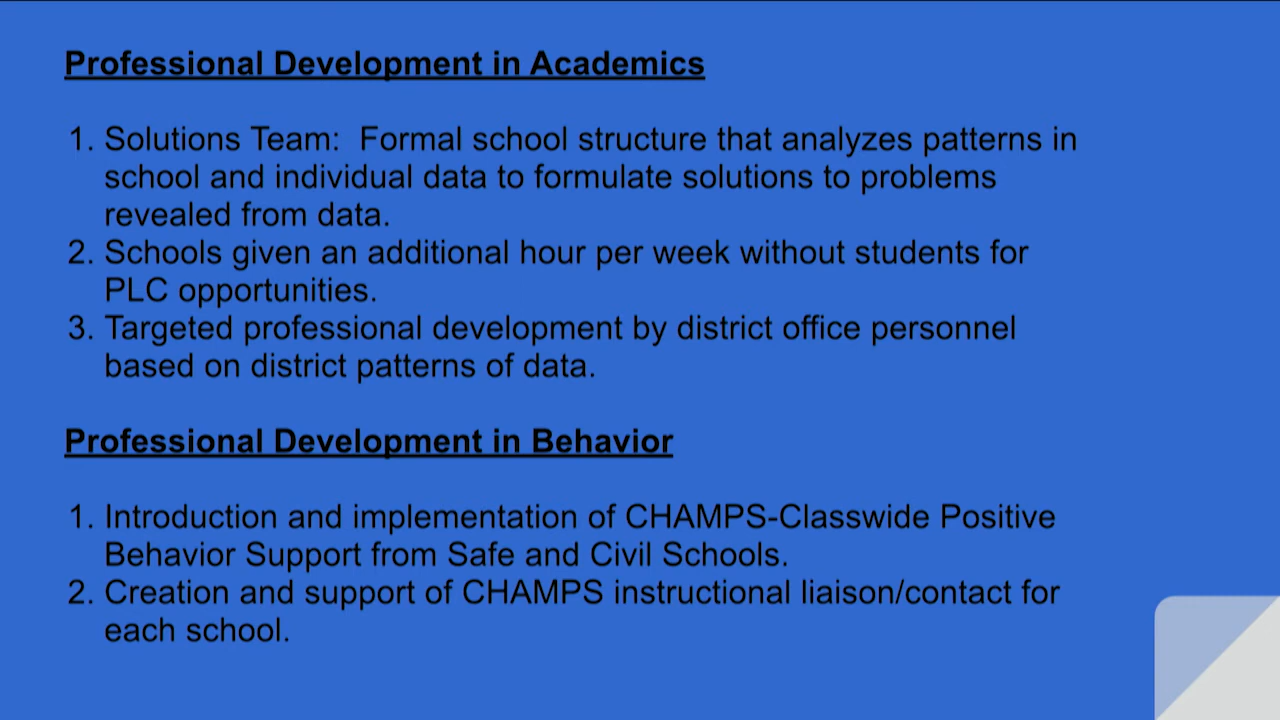 Professional Development in Academics
1. Solutions Team:  Formal school structure that analyzes patterns in
school and individual data to formulate solutions to problems
revealed from data.
2. Schools given an additional hour per week without students for
PLC opportunities.
3. Targeted professional development by district office personnel
based on district patterns of data.
Professional Development in Behavior
1. Introduction and implementation of CHAMPS-Classwide Positive
Behavior Support from Safe and Civil Schools.
2. Creation and support of CHAMPS instructional liaison/contact for
each school.